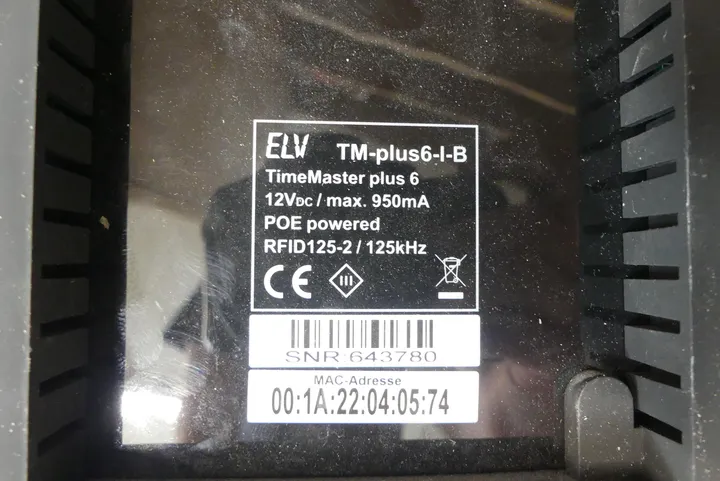 ELV TM-plus6-I-B
TimeMaster plus 6
12VDC / max. 950mA
POE powered
RFID125-2 / 125kHz
CE III
SNR:643780
MAC-Adresse
00:1A:22:04:05:74